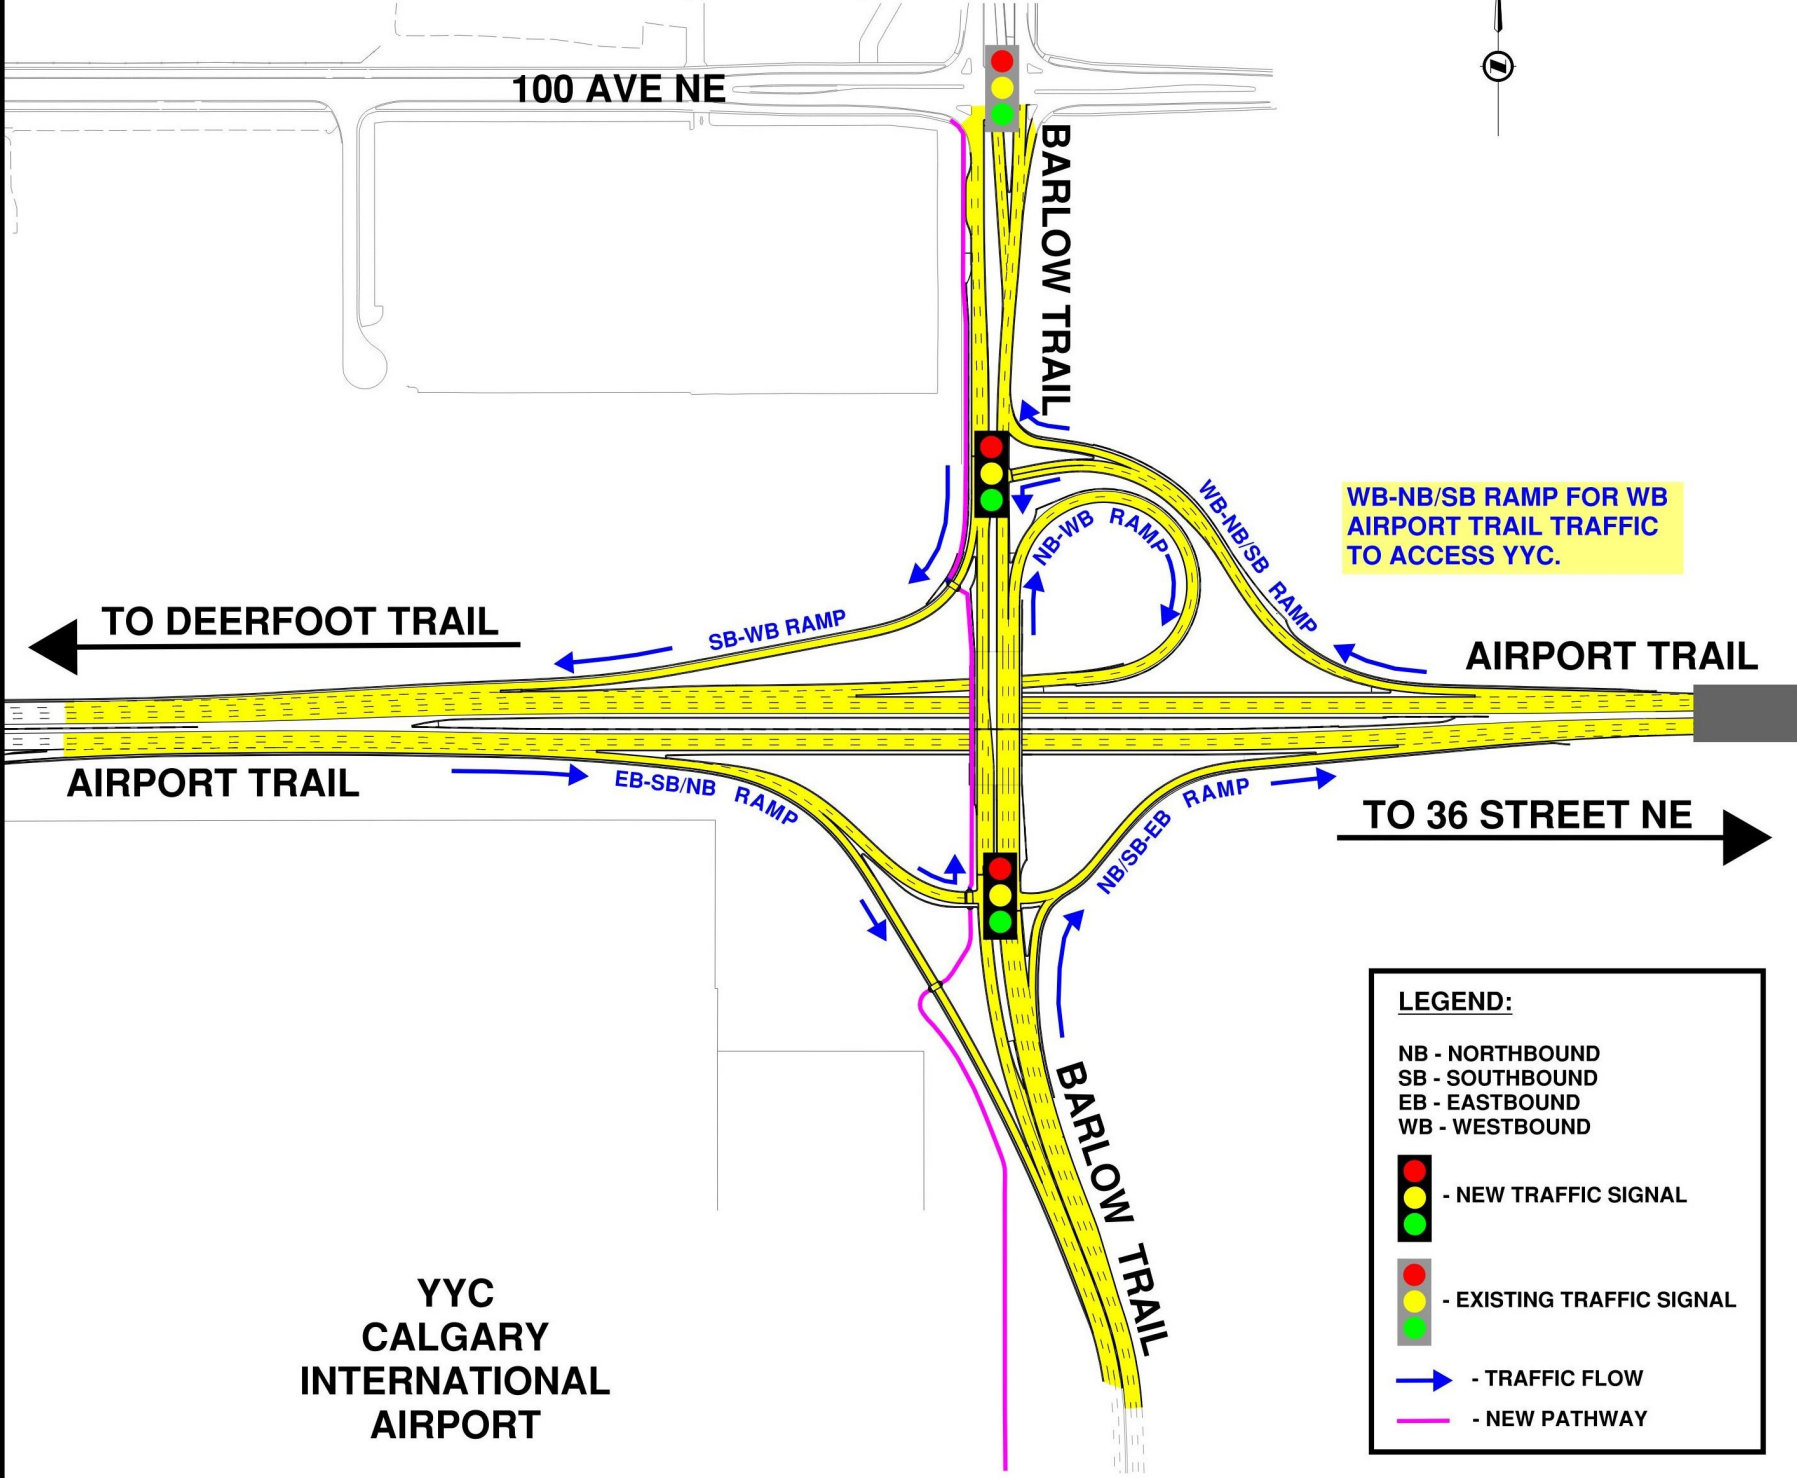 100 AVE NE
BARLOW TRAIL
WB-NB/SB RAMP FOR WB
AIRPORT TRAIL TRAFFIC
TO ACCESS YYC.
WB-NB/SB RAMP
NB-WB RAMP
TO DEERFOOT TRAIL
SB-WB RAMP
AIRPORT TRAIL
AIRPORT TRAIL
EB-SB/NB RAMP
NB/SB-EB RAMP
TO 36 STREET NE
BARLOW TRAIL
YYC
CALGARY
INTERNATIONAL
AIRPORT
LEGEND:
NB - NORTHBOUND
SB - SOUTHBOUND
EB - EASTBOUND
WB - WESTBOUND
- NEW TRAFFIC SIGNAL
- EXISTING TRAFFIC SIGNAL
- TRAFFIC FLOW
- NEW PATHWAY